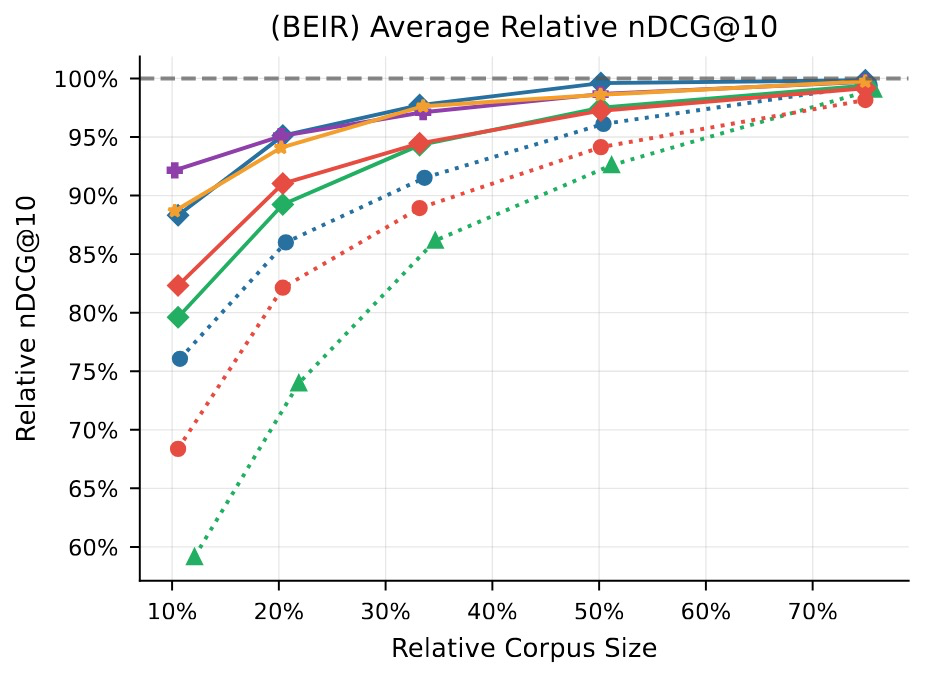 (BEIR) Average Relative nDCG@10
Relative nDCG@10
100%
95%
90%
85%
80%
75%
70%
65%
60%
10% 20% 30% 40% 50% 60% 70%
Relative Corpus Size